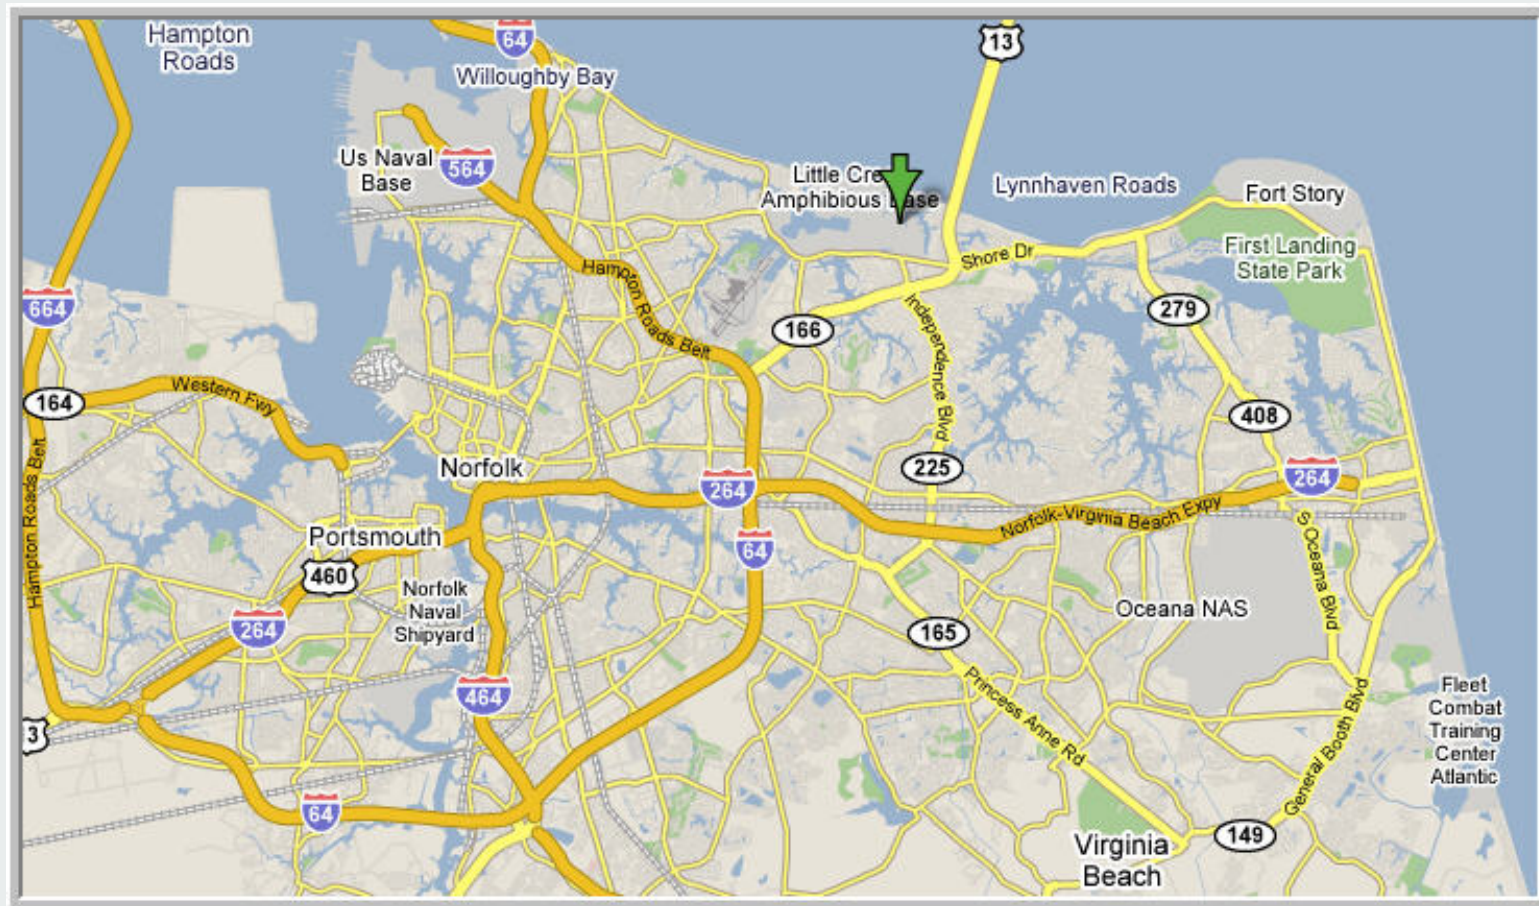 Hampton
Roads
64
13
Willoughby Bay
Us Naval
Base
564
Little Cre
Amphibious Base
Lynnhaven Roads
Fort Story
First Landing
State Park
Shore Dr
Hampton Roads Belt
664
279
Independence Blvd
166
Western Fwy
164
408
Hampton Roads Belt
Norfolk
225
264
264
Norfolk-Virginia Beach Expy
Portsmouth
64
S Oceana Blvd
460
Norfolk
Naval
Shipyard
Oceana NAS
264
165
464
Princess Anne Rd
Fleet
Combat
Training
Center
Atlantic
3
General Booth Blvd
64
149
Virginia
Beach